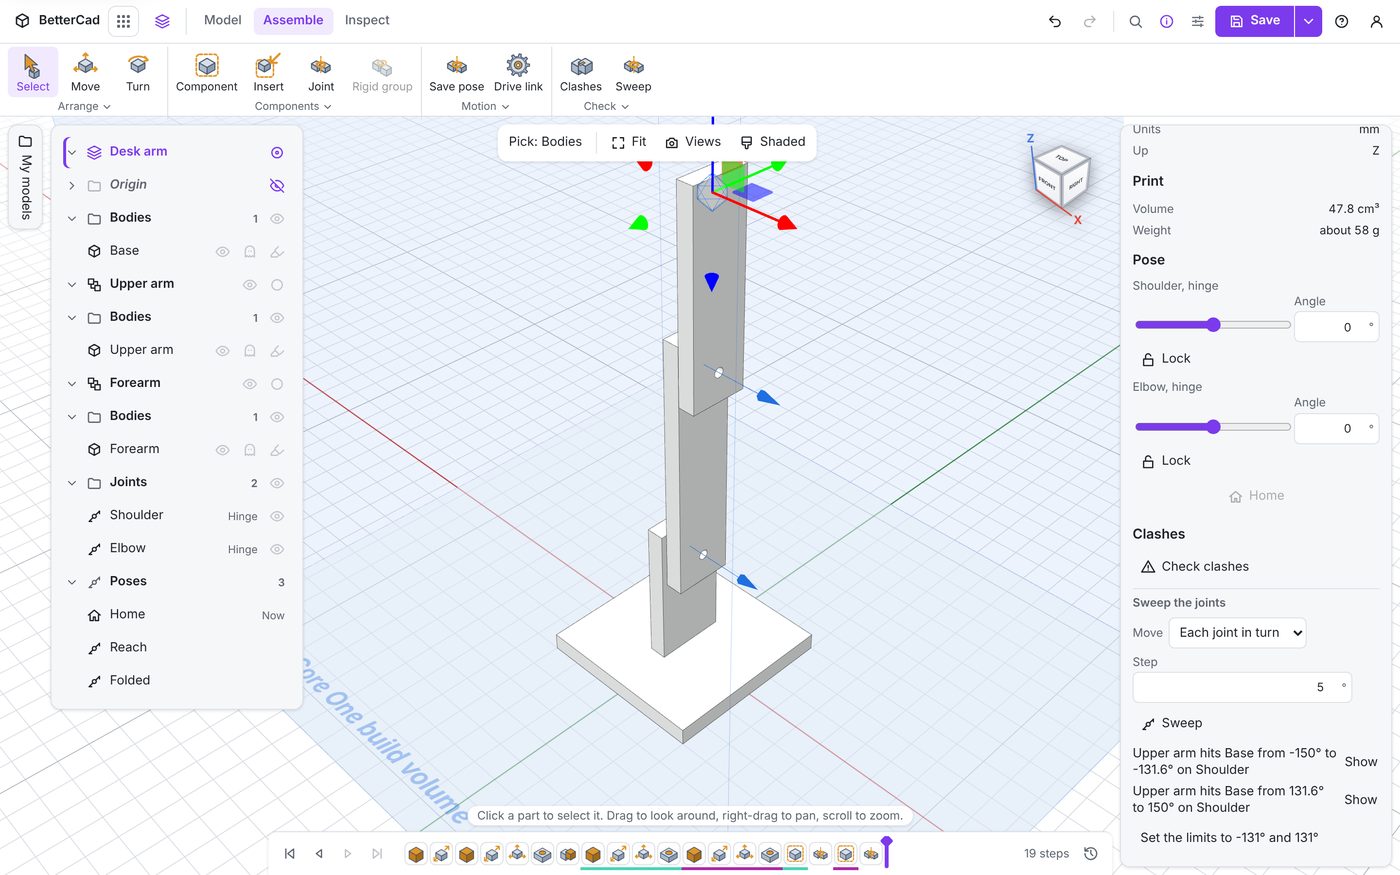 BetterCad
Model
Assemble
Inspect
Save
Select
Move
Turn
Component
Insert
Joint
Rigid group
Save pose
Drive link
Clashes
Sweep
Arrange
Components
Motion
Check
My models
Desk arm
Origin
Bodies 1
Base
Upper arm
Bodies 1
Upper arm
Forearm
Bodies 1
Forearm
Joints 2
Shoulder Hinge
Elbow Hinge
Poses 3
Home Now
Reach
Folded
Pick: Bodies
Fit
Views
Shaded
Z
TOP
FRONT
RIGHT
X
Core One build volume
Click a part to select it. Drag to look around, right-drag to pan, scroll to zoom.
19 steps
Units mm
Up Z
Print
Volume 47.8 cm³
Weight about 58 g
Pose
Shoulder, hinge
Angle
0 °
Lock
Elbow, hinge
Angle
0 °
Lock
Home
Clashes
Check clashes
Sweep the joints
Move Each joint in turn
Step
5 °
Sweep
Upper arm hits Base from -150° to
-131.6° on Shoulder
Show
Upper arm hits Base from 131.6°
to 150° on Shoulder
Show
Set the limits to -131° and 131°